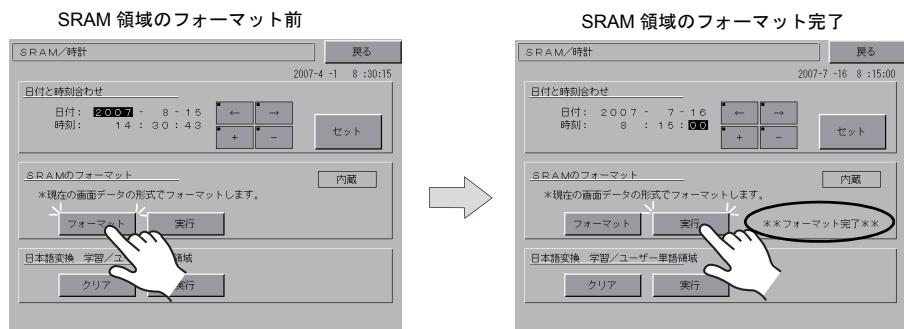 SRAM 領域のフォーマット前
SRAM/時計
戻る
2007-4 -1 8 :30:15
日付と時刻合わせ
日付: 2007 - 8 - 15
← →
時刻: 14 : 30 : 43
+ -
セット
SRAMのフォーマット
内蔵
*現在の画面データの形式でフォーマットします。
フォーマット 実行
日本語変換 学習/ユ 領域
クリア 実行
SRAM 領域のフォーマット完了
SRAM/時計
戻る
2007-7 -16 8 :15:00
日付と時刻合わせ
日付: 2007 - 7 - 16
← →
時刻: 8 : 15 : 00
+ -
セット
SRAMのフォーマット
内蔵
*現在の画面データの形式でフォーマットします。
フォーマット 実行 **フォーマット完了**
日本語変換 学習/ユーザー単語領域
クリア 実行